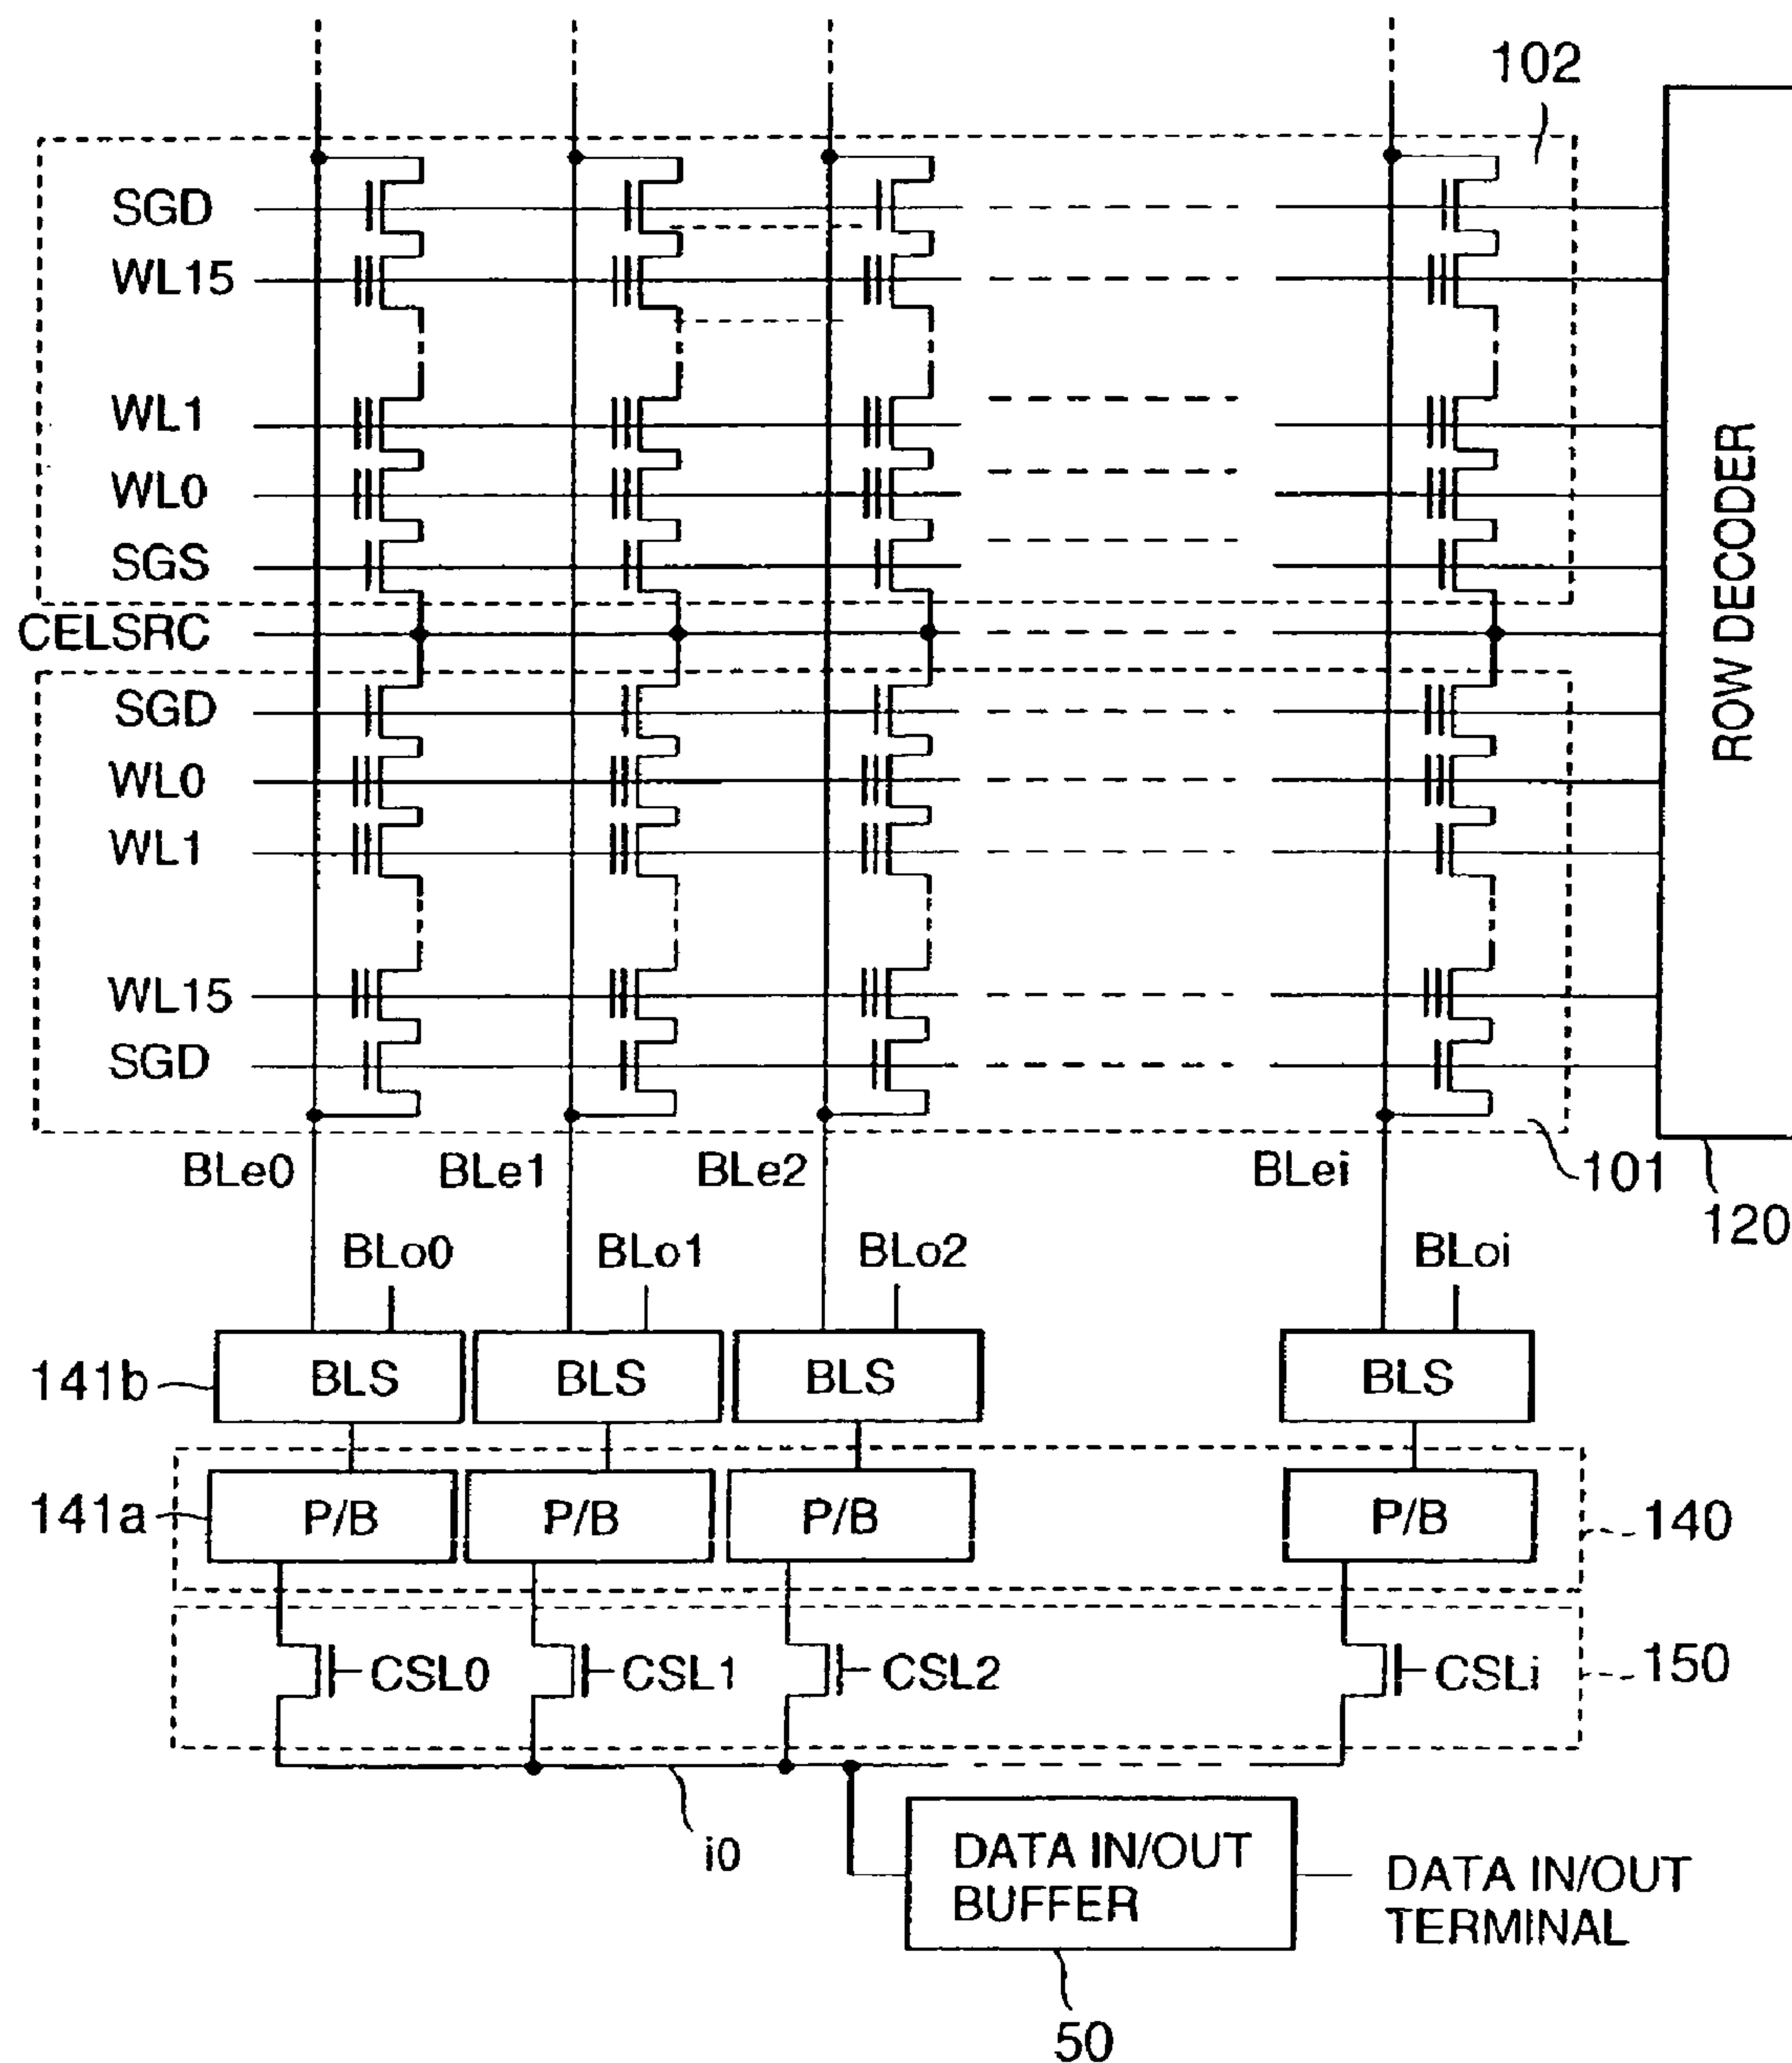 102
SGD
WL15
WL1
WL0
SGS
CELSRC
SGD
WL0
WL1
WL15
SGD
ROW DECODER
BLe0 BLe1 BLe2 BLei
101
120
BLo0 BLo1 BLo2 BLoi
141b BLS BLS BLS BLS
141a P/B P/B P/B P/B 140
CSL0 CSL1 CSL2 CSLi 150
i0
DATA IN/OUT
BUFFER
DATA IN/OUT
TERMINAL
50